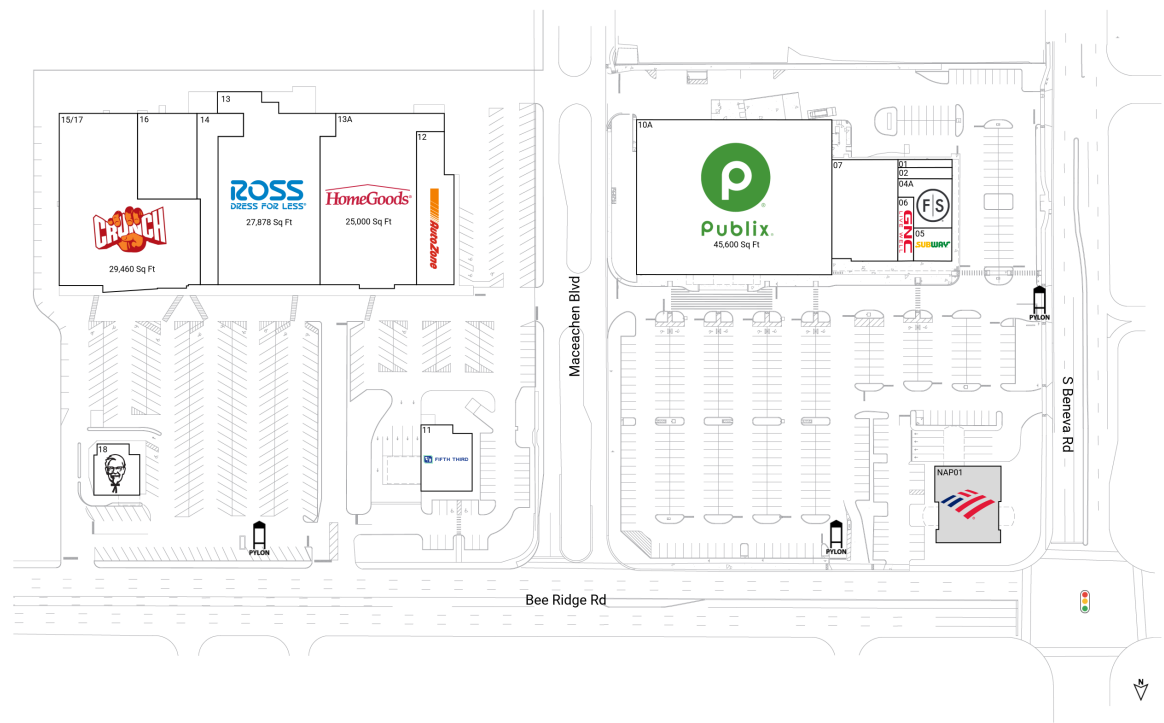 13
15/17
16
14
13A
12
CRUNCH
29,460 Sq Ft
ROSS
DRESS FOR LESS®
27,878 Sq Ft
HomeGoods®
25,000 Sq Ft
AutoZone
10A
Publix
45,600 Sq Ft
07
01
02
04A
F|S
06
GNC
LIVE WELL
05
SUBWAY
PYLON
Maceachen Blvd
S Beneva Rd
18
11
FIFTH THIRD
NAP01
PYLON
PYLON
Bee Ridge Rd
N